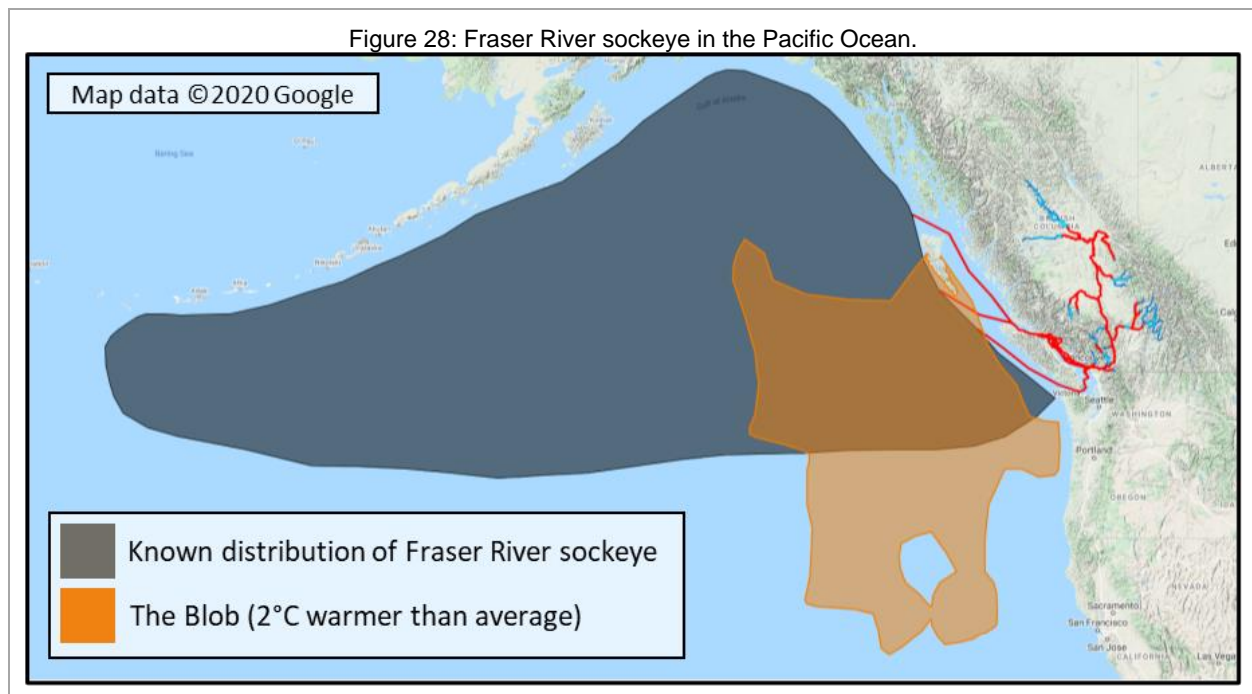 Figure 28: Fraser River sockeye in the Pacific Ocean.
Map data ©2020 Google
Gulf of Alaska
Bering Sea
ALBERTA
BRITISH
COLUMBIA
Victoria
Seattle
WASHINGTON
Portland
OREGON
NEVADA
Sacramento
San Francisco
San Jose
CALIFORNIA
Las Vega
Known distribution of Fraser River sockeye
The Blob (2°C warmer than average)